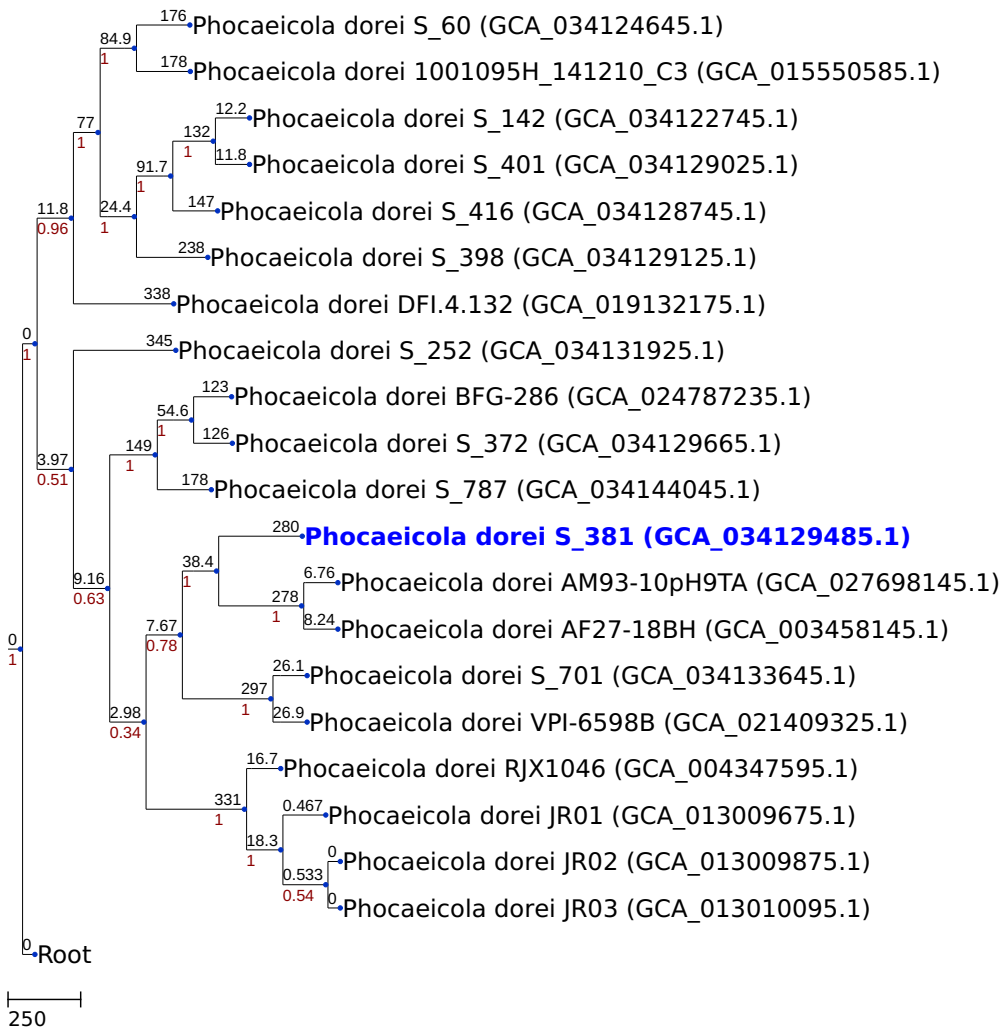 176
Phocaeicola dorei S_60 (GCA_034124645.1)
84.9
1
178
Phocaeicola dorei 1001095H_141210_C3 (GCA_015550585.1)
12.2
Phocaeicola dorei S_142 (GCA_034122745.1)
77
1
132
1
11.8
Phocaeicola dorei S_401 (GCA_034129025.1)
91.7
1
147
Phocaeicola dorei S_416 (GCA_034128745.1)
24.4
1
11.8
0.96
238
Phocaeicola dorei S_398 (GCA_034129125.1)
338
Phocaeicola dorei DFI.4.132 (GCA_019132175.1)
0
1
345
Phocaeicola dorei S_252 (GCA_034131925.1)
123
Phocaeicola dorei BFG-286 (GCA_024787235.1)
54.6
1
126
Phocaeicola dorei S_372 (GCA_034129665.1)
149
1
3.97
0.51
178
Phocaeicola dorei S_787 (GCA_034144045.1)
280
Phocaeicola dorei S_381 (GCA_034129485.1)
38.4
1
6.76
Phocaeicola dorei AM93-10pH9TA (GCA_027698145.1)
9.16
0.63
278
1
8.24
Phocaeicola dorei AF27-18BH (GCA_003458145.1)
7.67
0.78
0
1
26.1
Phocaeicola dorei S_701 (GCA_034133645.1)
297
1
26.9
Phocaeicola dorei VPI-6598B (GCA_021409325.1)
2.98
0.34
16.7
Phocaeicola dorei RJX1046 (GCA_004347595.1)
331
1
0.467
Phocaeicola dorei JR01 (GCA_013009675.1)
18.3
1
0
Phocaeicola dorei JR02 (GCA_013009875.1)
0.533
0.54
0
Phocaeicola dorei JR03 (GCA_013010095.1)
0
Root
250